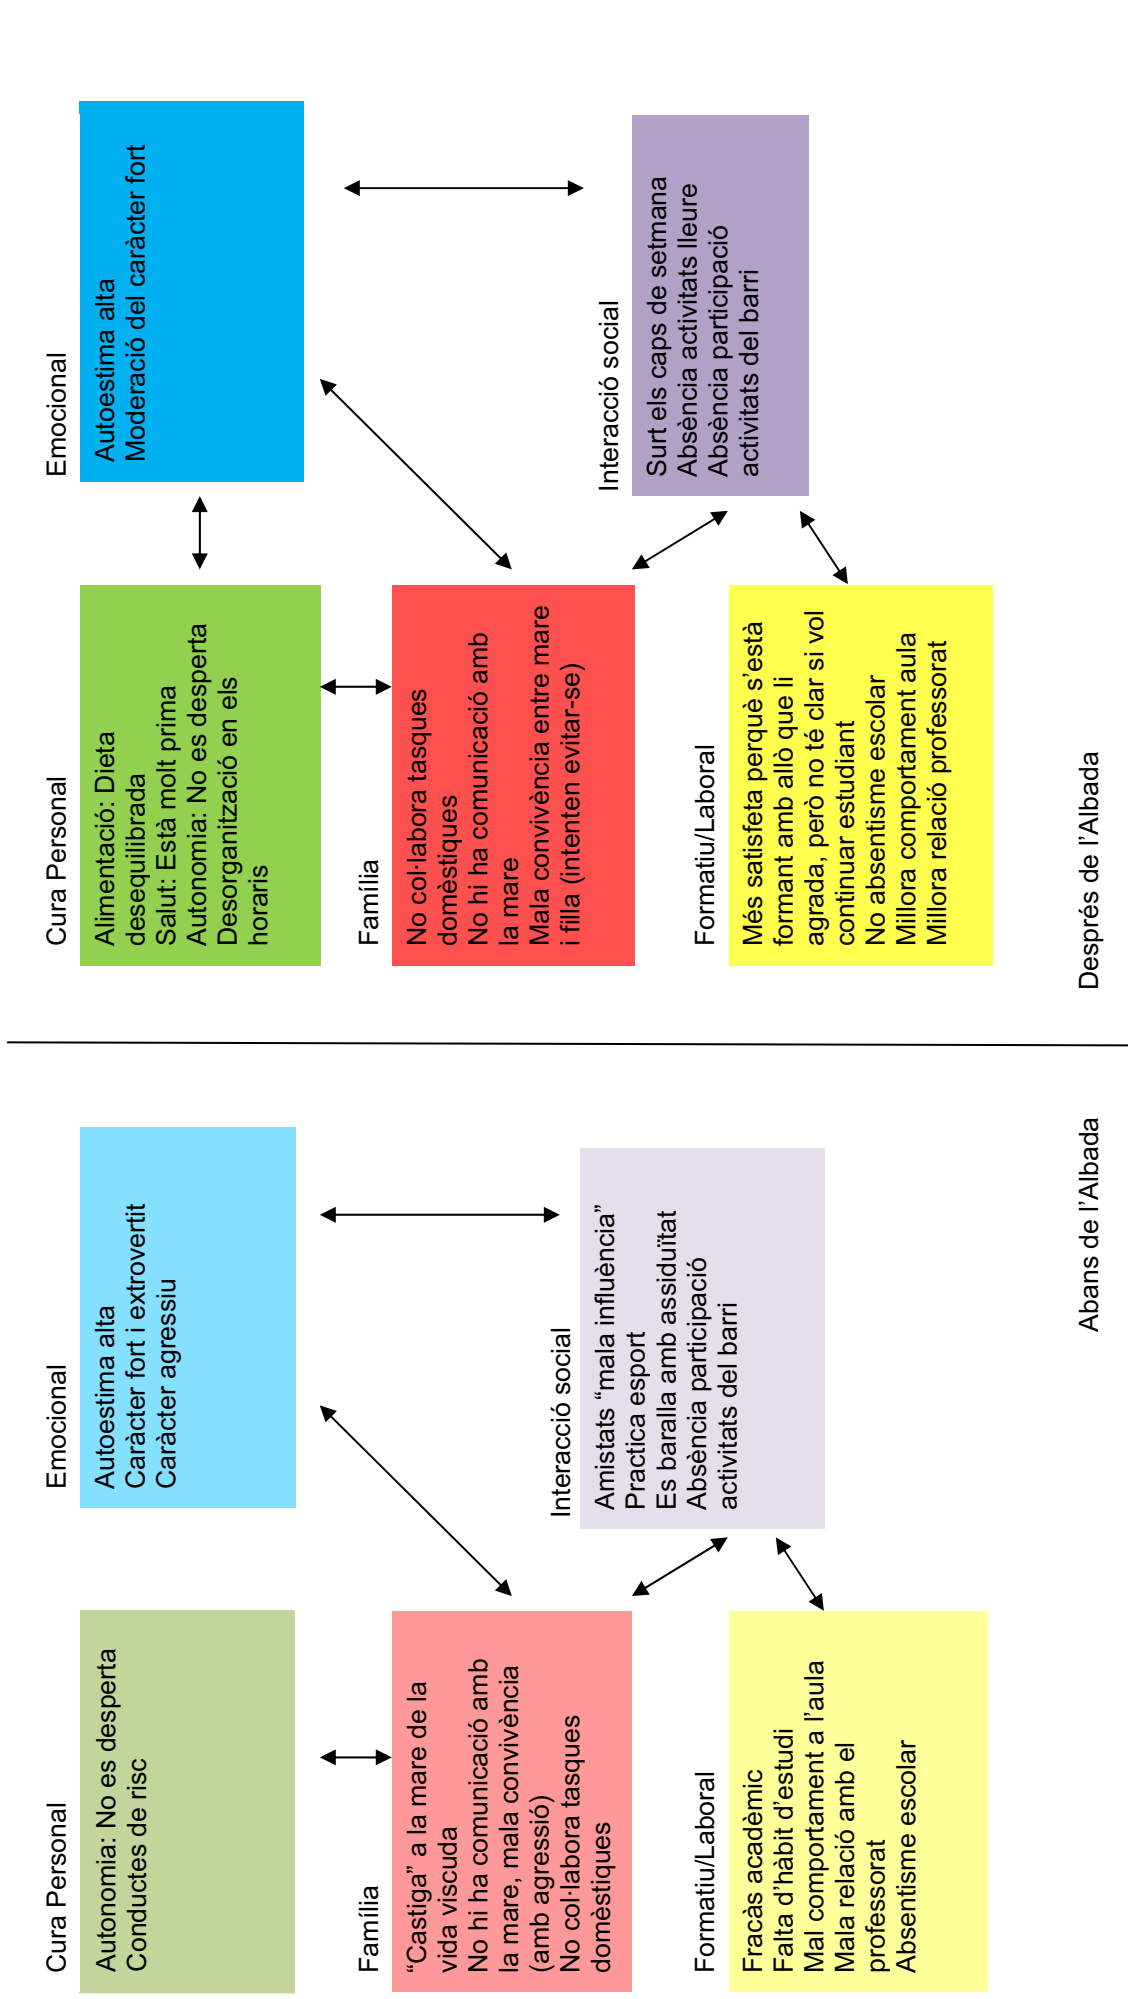 Cura Personal
Autonomia: No es desperta
Conductes de risc
Emocional
Autoestima alta
Caràcter fort i extrovertit
Caràcter agressiu
Família
“Castiga” a la mare de la
vida viscuda
No hi ha comunicació amb
la mare, mala convivència
(amb agressió)
No col·labora tasques
domèstiques
Interacció social
Amistats “mala influència”
Practica esport
Es baralla amb assiduïtat
Absència participació
activitats del barri
Formatiu/Laboral
Fracàs acadèmic
Falta d’hàbit d’estudi
Mal comportament a l’aula
Mala relació amb el
professorat
Absentisme escolar
Abans de l’Albada
Cura Personal
Alimentació: Dieta
desequilibrada
Salut: Està molt prima
Autonomia: No es desperta
Desorganització en els
horaris
Emocional
Autoestima alta
Moderació del caràcter fort
Família
No col·labora tasques
domèstiques
No hi ha comunicació amb
la mare
Mala convivència entre mare
i filla (intenten evitar-se)
Interacció social
Surt els caps de setmana
Absència activitats lleure
Absència participació
activitats del barri
Formatiu/Laboral
Més satisfeta perquè s’està
formant amb allò que li
agrada, però no té clar si vol
continuar estudiant
No absentisme escolar
Millora comportament aula
Millora relació professorat
Després de l’Albada